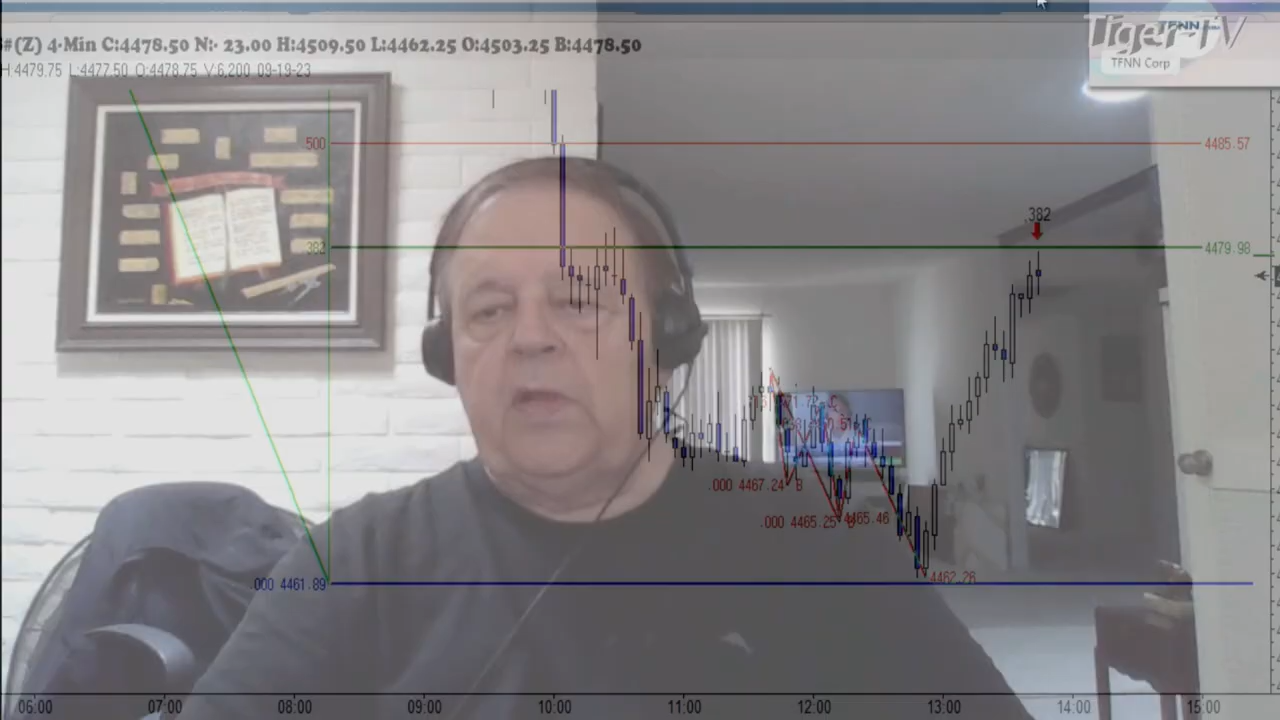 #(Z) 4-Min C:4478.50 N:- 23.00 H:4509.50 L:4462.25 O:4503.25 B:4478.50
H 4479.75 L:4477.50 O:4478.75 V:6,200 09-19-23
TigerTV
TFNN
TFNN Corp
.500
4485.57
.382
.382
4479.98
.000 4467.24 B
.000 4465.25
4465.46
.000 4461.89
4462.26
06:00 07:00 08:00 09:00 10:00 11:00 12:00 13:00 14:00 15:00